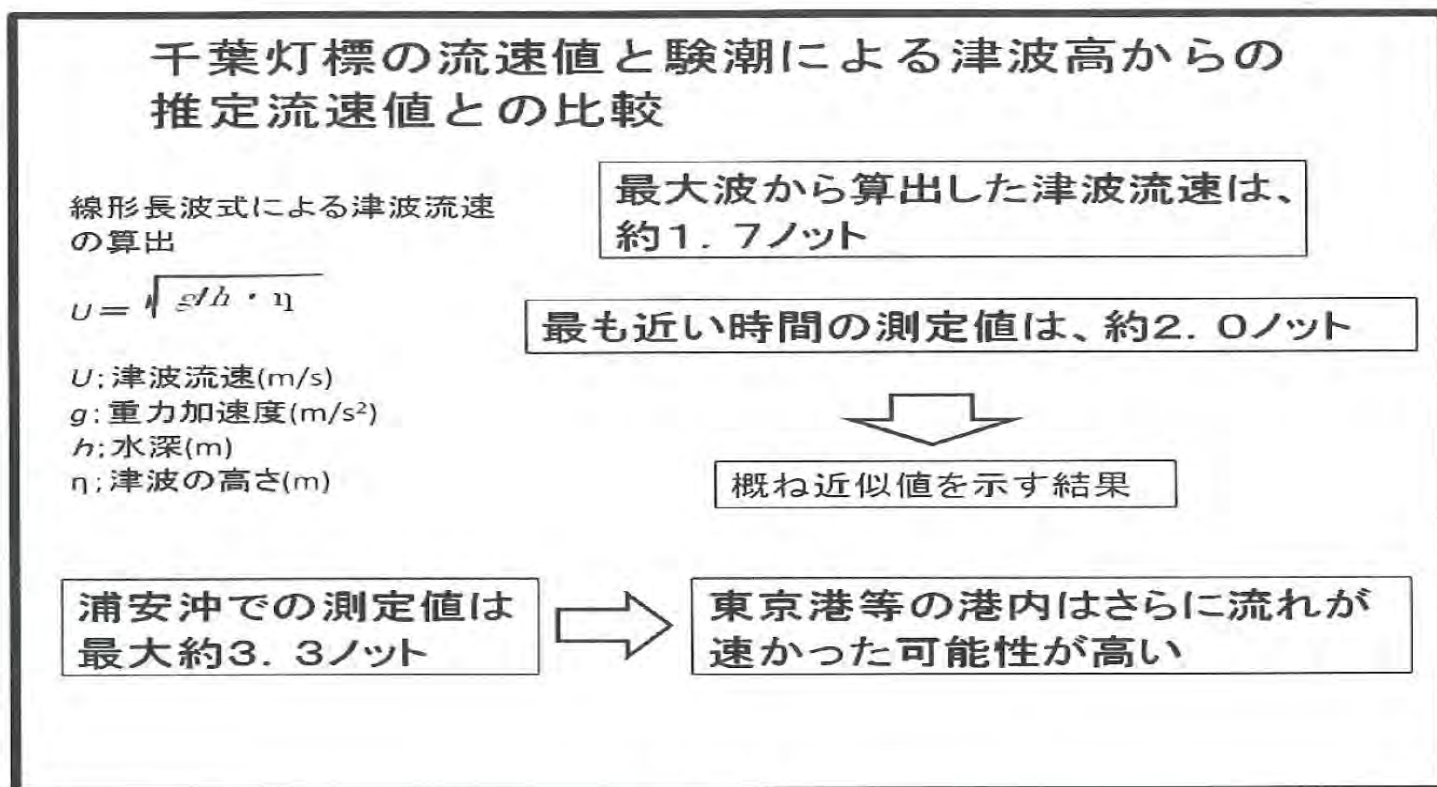 千葉灯標の流速値と験潮による津波高からの
推定流速値との比較
線形長波式による津波流速
の算出
U=√g/h・η
U;津波流速(m/s)
g:重力加速度(m/s²)
h;水深(m)
η;津波の高さ(m)
最大波から算出した津波流速は、
約1.7ノット
最も近い時間の測定値は、約2.0ノット
概ね近似値を示す結果
浦安沖での測定値は
最大約3.3ノット
東京港等の港内はさらに流れが
速かった可能性が高い